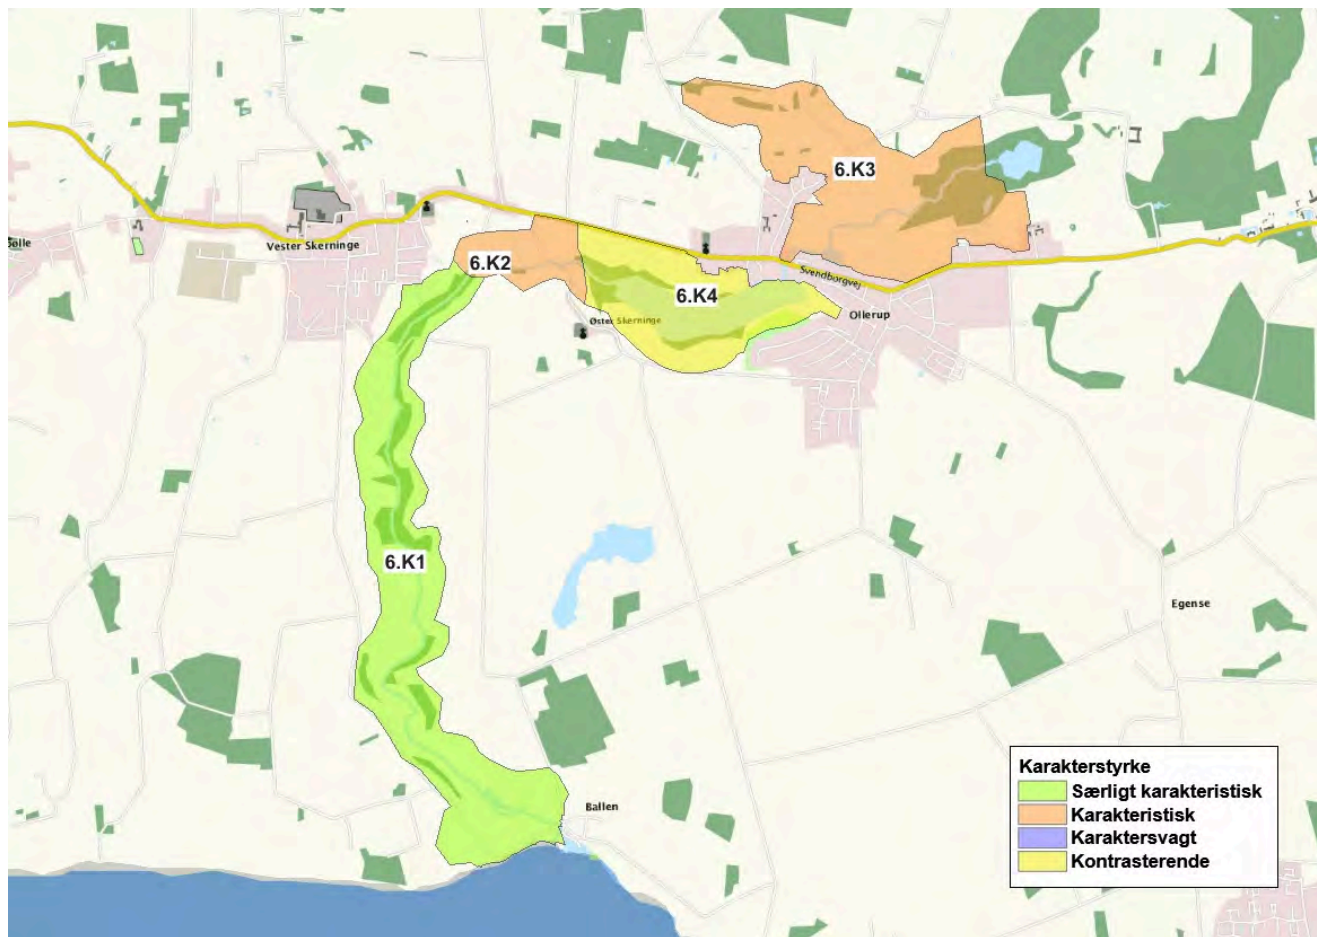 6.K3
Vester Skerninge
6.K2
Svendborgvej
6.K4
Øster Skerninge
Ollerup
6.K1
Egense
Ballen
Karakterstyrke
Særligt karakteristisk
Karakteristisk
Karaktersvagt
Kontrasterende